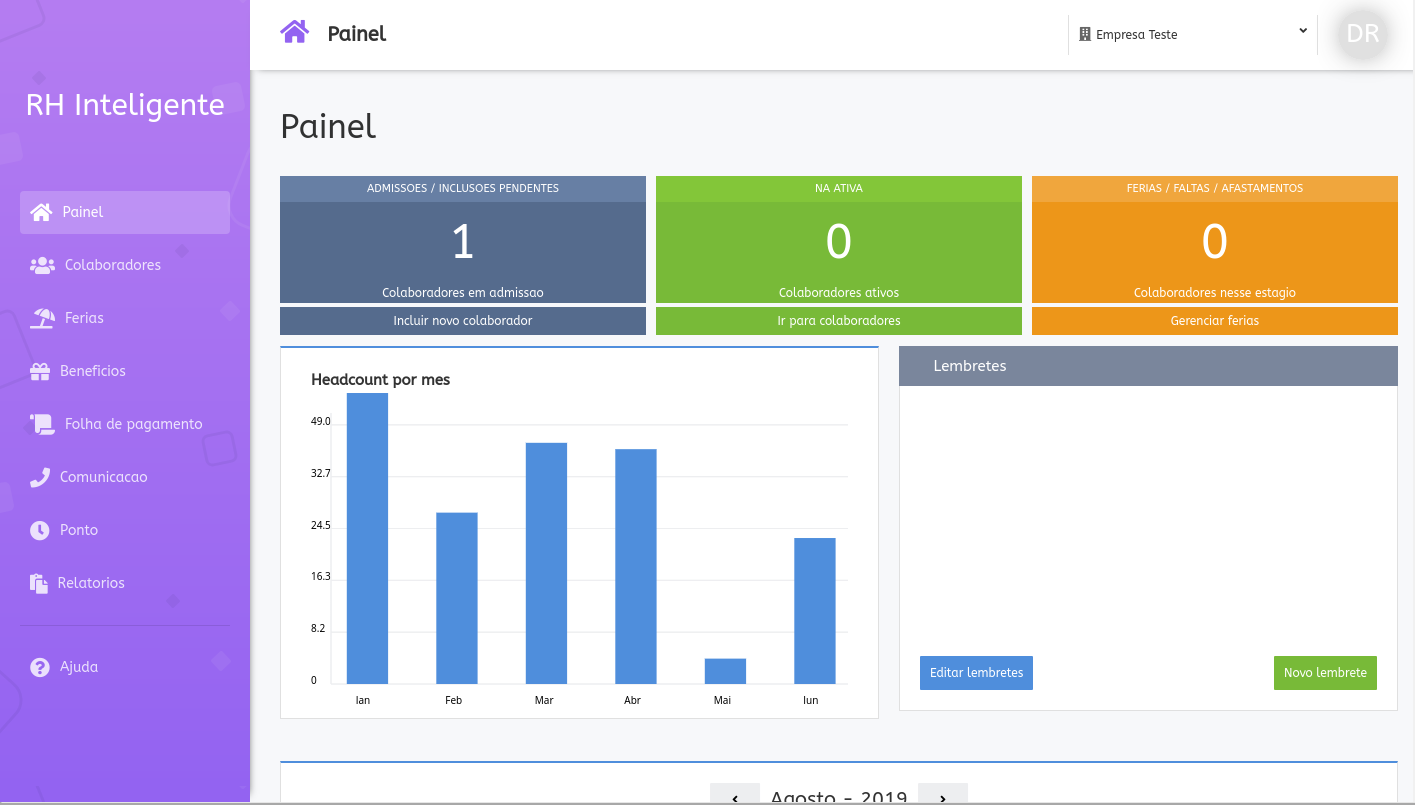 RH Inteligente
Painel
Colaboradores
Ferias
Beneficios
Folha de pagamento
Comunicacao
Ponto
Relatorios
Ajuda
Painel
Empresa Teste
DR
Painel
ADMISSOES / INCLUSOES PENDENTES
1
Colaboradores em admissao
Incluir novo colaborador
NA ATIVA
0
Colaboradores ativos
Ir para colaboradores
FERIAS / FALTAS / AFASTAMENTOS
0
Colaboradores nesse estagio
Gerenciar ferias
Headcount por mes
49.0
32.7
24.5
16.3
8.2
0
Jan
Feb
Mar
Abr
Mai
Jun
Lembretes
Editar lembretes
Novo lembrete
Agosto - 2019